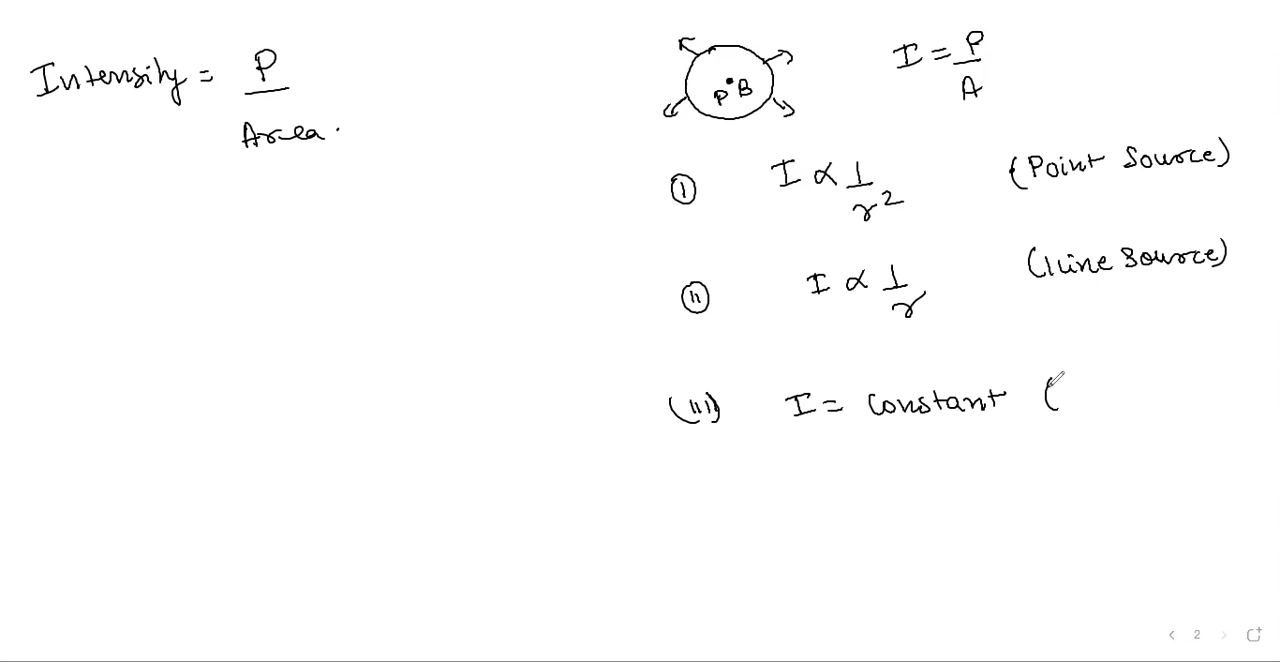 Intensity = P
Area.
P B
I = P
A
(i) I ∝ 1
r²
(Point Source)
(ii) I ∝ 1
r
(line Source)
(iii) I = Constant (
< 2 >